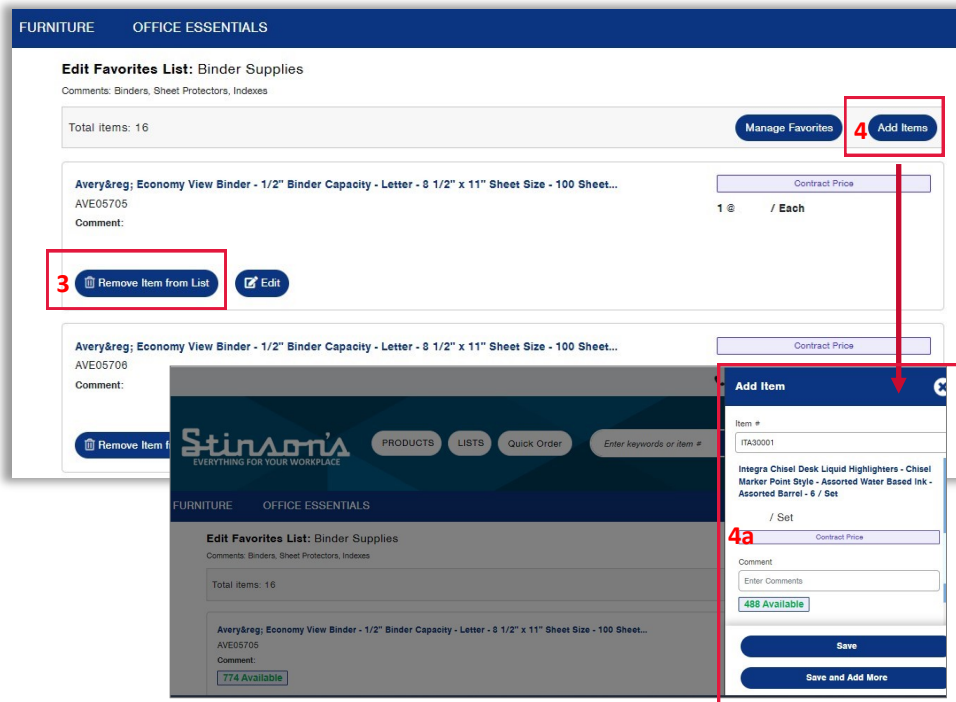 FURNITURE OFFICE ESSENTIALS
Edit Favorites List: Binder Supplies
Comments: Binders, Sheet Protectors, Indexes
Total items: 16
Manage Favorites
4
Add Items
Avery&reg; Economy View Binder - 1/2" Binder Capacity - Letter - 8 1/2" x 11" Sheet Size - 100 Sheet...
Contract Price
AVE05705
1 @ / Each
Comment:
3
Remove Item from List
Edit
Avery&reg; Economy View Binder - 1/2" Binder Capacity - Letter - 8 1/2" x 11" Sheet Size - 100 Sheet...
Contract Price
AVE05706
Comment:
Remove Item f
Stinson's
EVERYTHING FOR YOUR WORKPLACE
PRODUCTS
LISTS
Quick Order
Enter keywords or item #
FURNITURE OFFICE ESSENTIALS
Edit Favorites List: Binder Supplies
Comments: Binders, Sheet Protectors, Indexes
Total items: 16
Avery&reg; Economy View Binder - 1/2" Binder Capacity - Letter - 8 1/2" x 11" Sheet Size - 100 Sheet...
AVE05705
Comment:
774 Available
Add Item
Item #
ITA30001
Integra Chisel Desk Liquid Highlighters - Chisel
Marker Point Style - Assorted Water Based Ink -
Assorted Barrel - 6 / Set
/ Set
4a
Contract Price
Comment
Enter Comments
488 Available
Save
Save and Add More